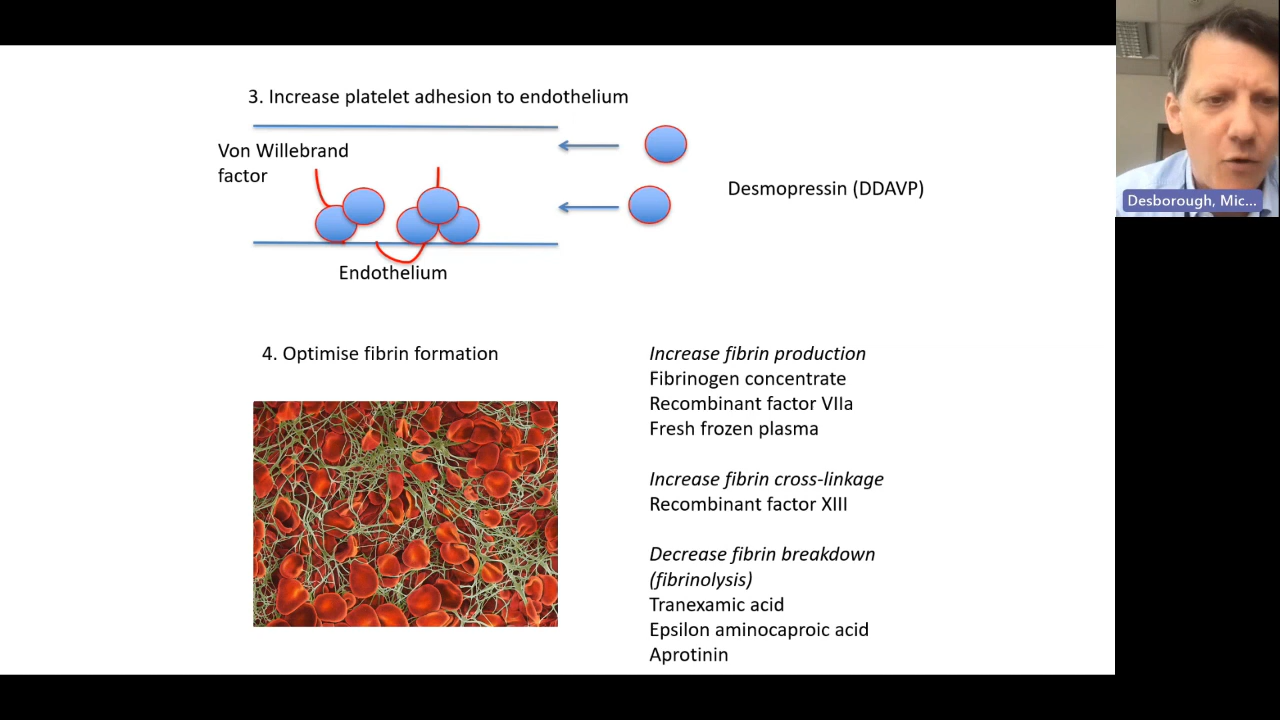 3. Increase platelet adhesion to endothelium
Von Willebrand
factor
Desmopressin (DDAVP)
Endothelium
4. Optimise fibrin formation
Increase fibrin production
Fibrinogen concentrate
Recombinant factor VIIa
Fresh frozen plasma
Increase fibrin cross-linkage
Recombinant factor XIII
Decrease fibrin breakdown
(fibrinolysis)
Tranexamic acid
Epsilon aminocaproic acid
Aprotinin
Desborough, Mic...